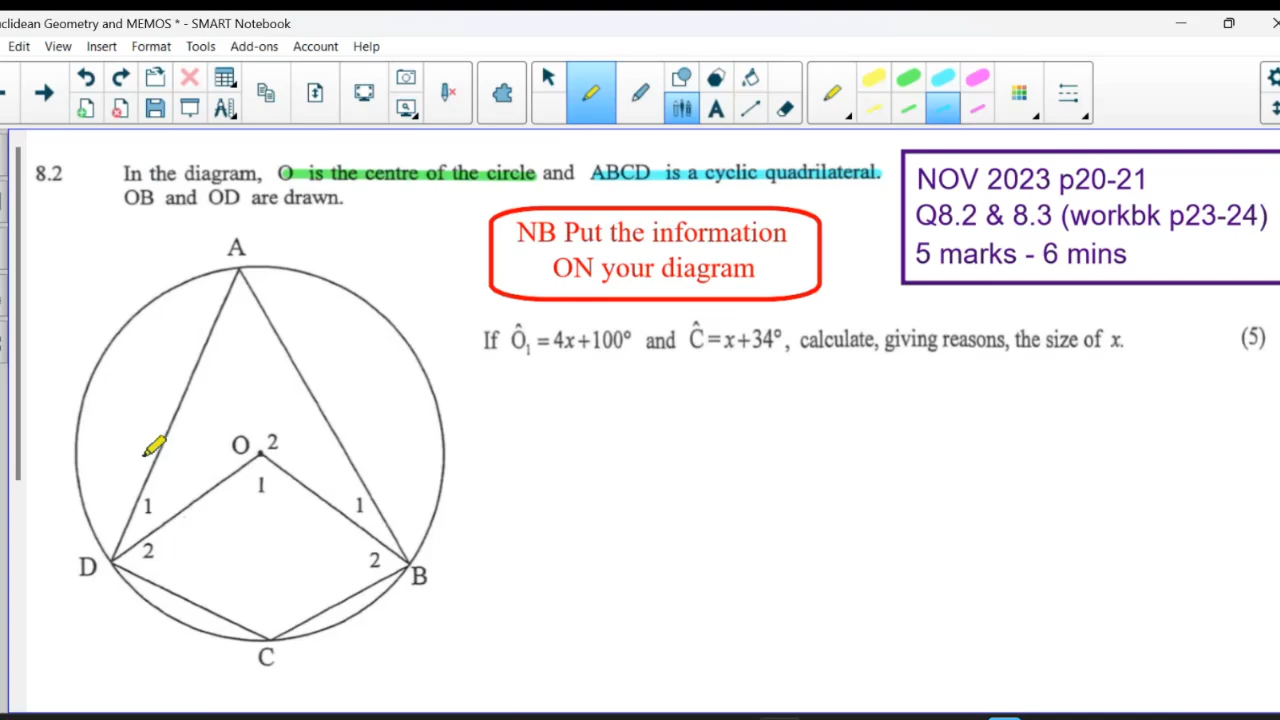 uclidean Geometry and MEMOS * - SMART Notebook
Edit View Insert Format Tools Add-ons Account Help
8.2 In the diagram, O is the centre of the circle and ABCD is a cyclic quadrilateral.
OB and OD are drawn.
NOV 2023 p20-21
Q8.2 & 8.3 (workbk p23-24)
5 marks - 6 mins
NB Put the information
ON your diagram
If Ô₁ = 4x+100° and Ĉ = x+34°, calculate, giving reasons, the size of x. (5)
A
O 2
1
1 1
2 2
D B
C